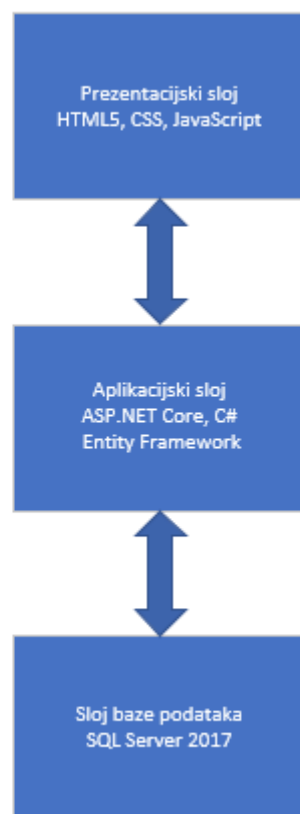 Prezentacijski sloj
HTML5, CSS, JavaScript
Aplikacijski sloj
ASP.NET Core, C#
Entity Framework
Sloj baze podataka
SQL Server 2017